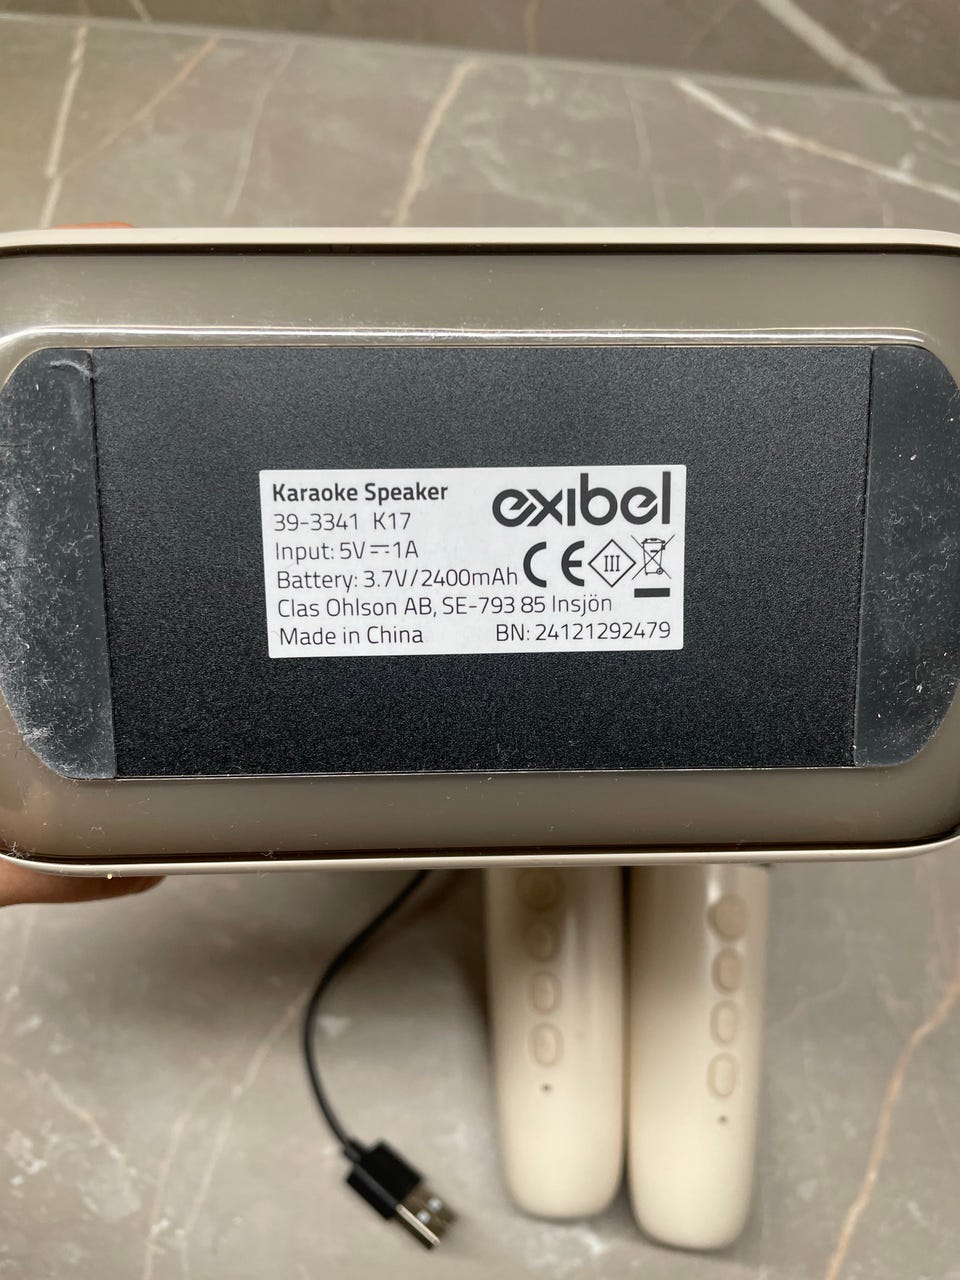 Karaoke Speaker
exibel
39-3341 K17
Input: 5V⎓1A
Battery: 3.7V/2400mAh
CE III
Clas Ohlson AB, SE-793 85 Insjön
Made in China
BN: 24121292479